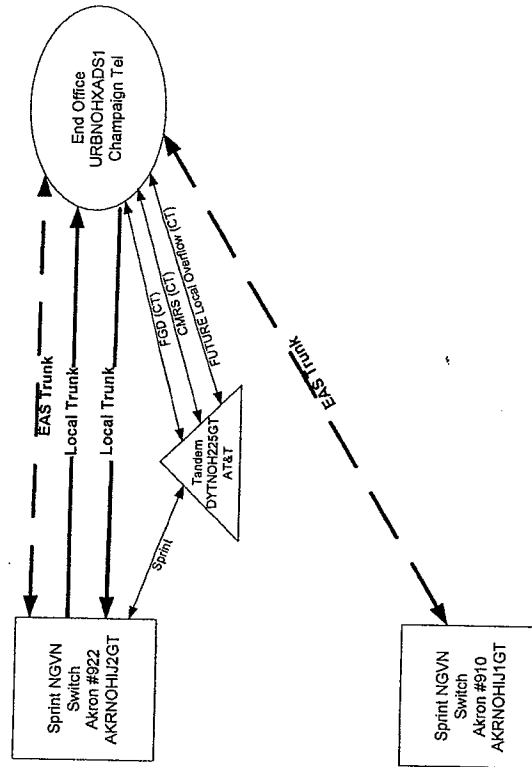 End Office
URBNOHXADS1
Champaign Tel
EAS Trunk
Local Trunk
Local Trunk
FGD (CT)
CMRS (CT)
FUTURE Local Overflow (CT)
EAS Trunk
Tandem
DYTNOH225GT
AT&T
Sprint
Sprint NGVN
Switch
Akron #922
AKRNOHIJ2GT
Sprint NGVN
Switch
Akron #910
AKRNOHIJ1GT